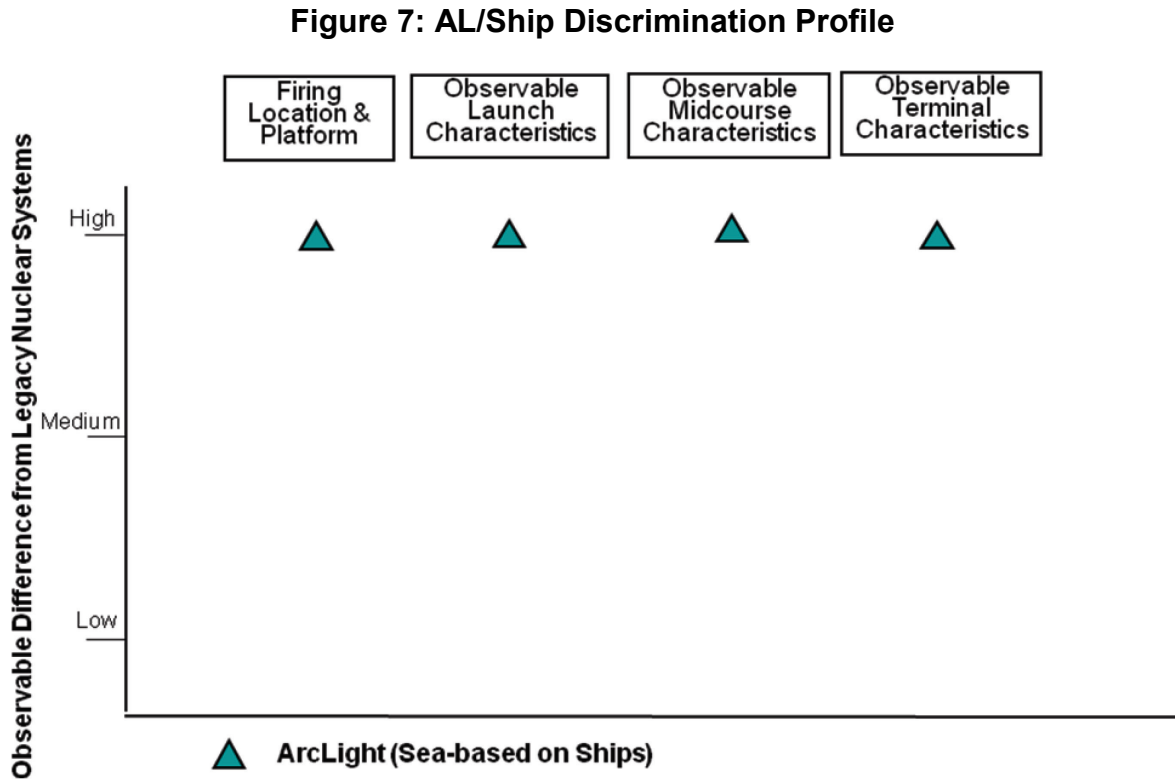 Figure 7: AL/Ship Discrimination Profile
Firing
Location &
Platform
Observable
Launch
Characteristics
Observable
Midcourse
Characteristics
Observable
Terminal
Characteristics
Observable Difference from Legacy Nuclear Systems
High
Medium
Low
ArcLight (Sea-based on Ships)